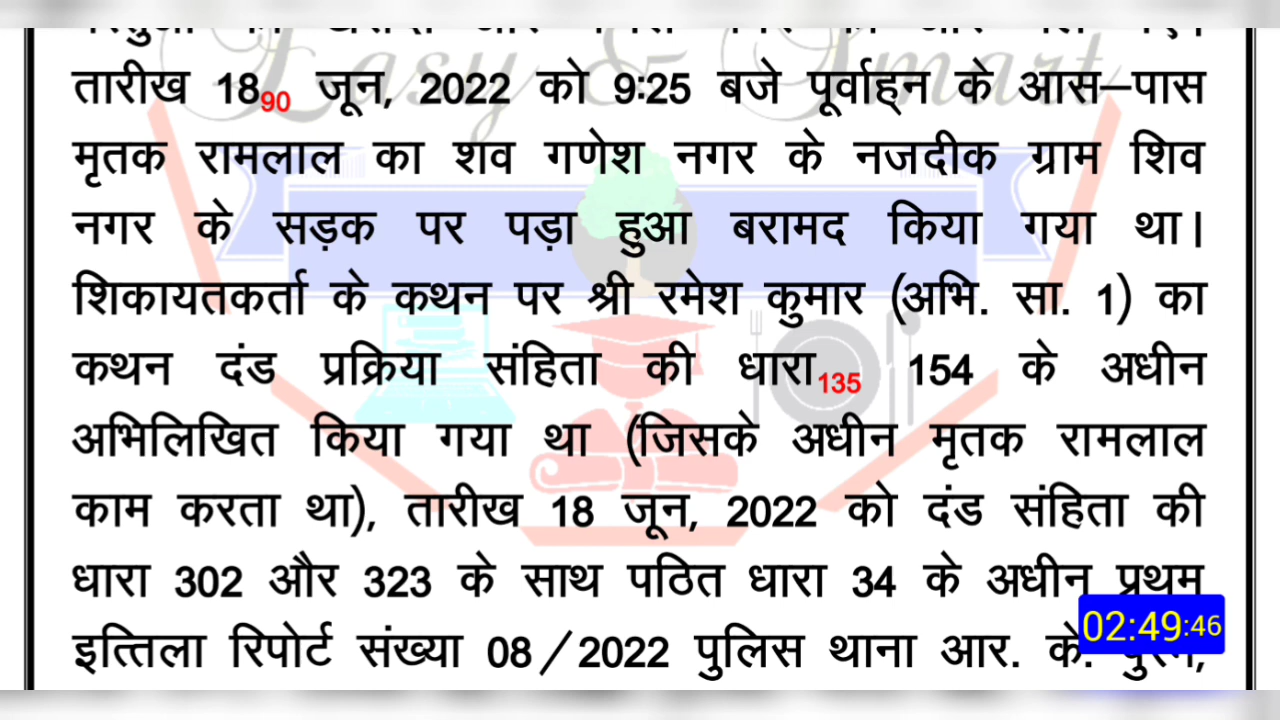 तारीख 18 90 जून, 2022 को 9:25 बजे पूर्वाह्न के आस–पास
मृतक रामलाल का शव गणेश नगर के नजदीक ग्राम शिव
नगर के सड़क पर पड़ा हुआ बरामद किया गया था।
शिकायतकर्ता के कथन पर श्री रमेश कुमार (अभि. सा. 1) का
कथन दंड प्रक्रिया संहिता की धारा 135 154 के अधीन
अभिलिखित किया गया था (जिसके अधीन मृतक रामलाल
काम करता था), तारीख 18 जून, 2022 को दंड संहिता की
धारा 302 और 323 के साथ पठित धारा 34 के अधीन प्रथम
इत्तिला रिपोर्ट संख्या 08/2022 पुलिस थाना आर. के.
02:49:46
Easy & Smart